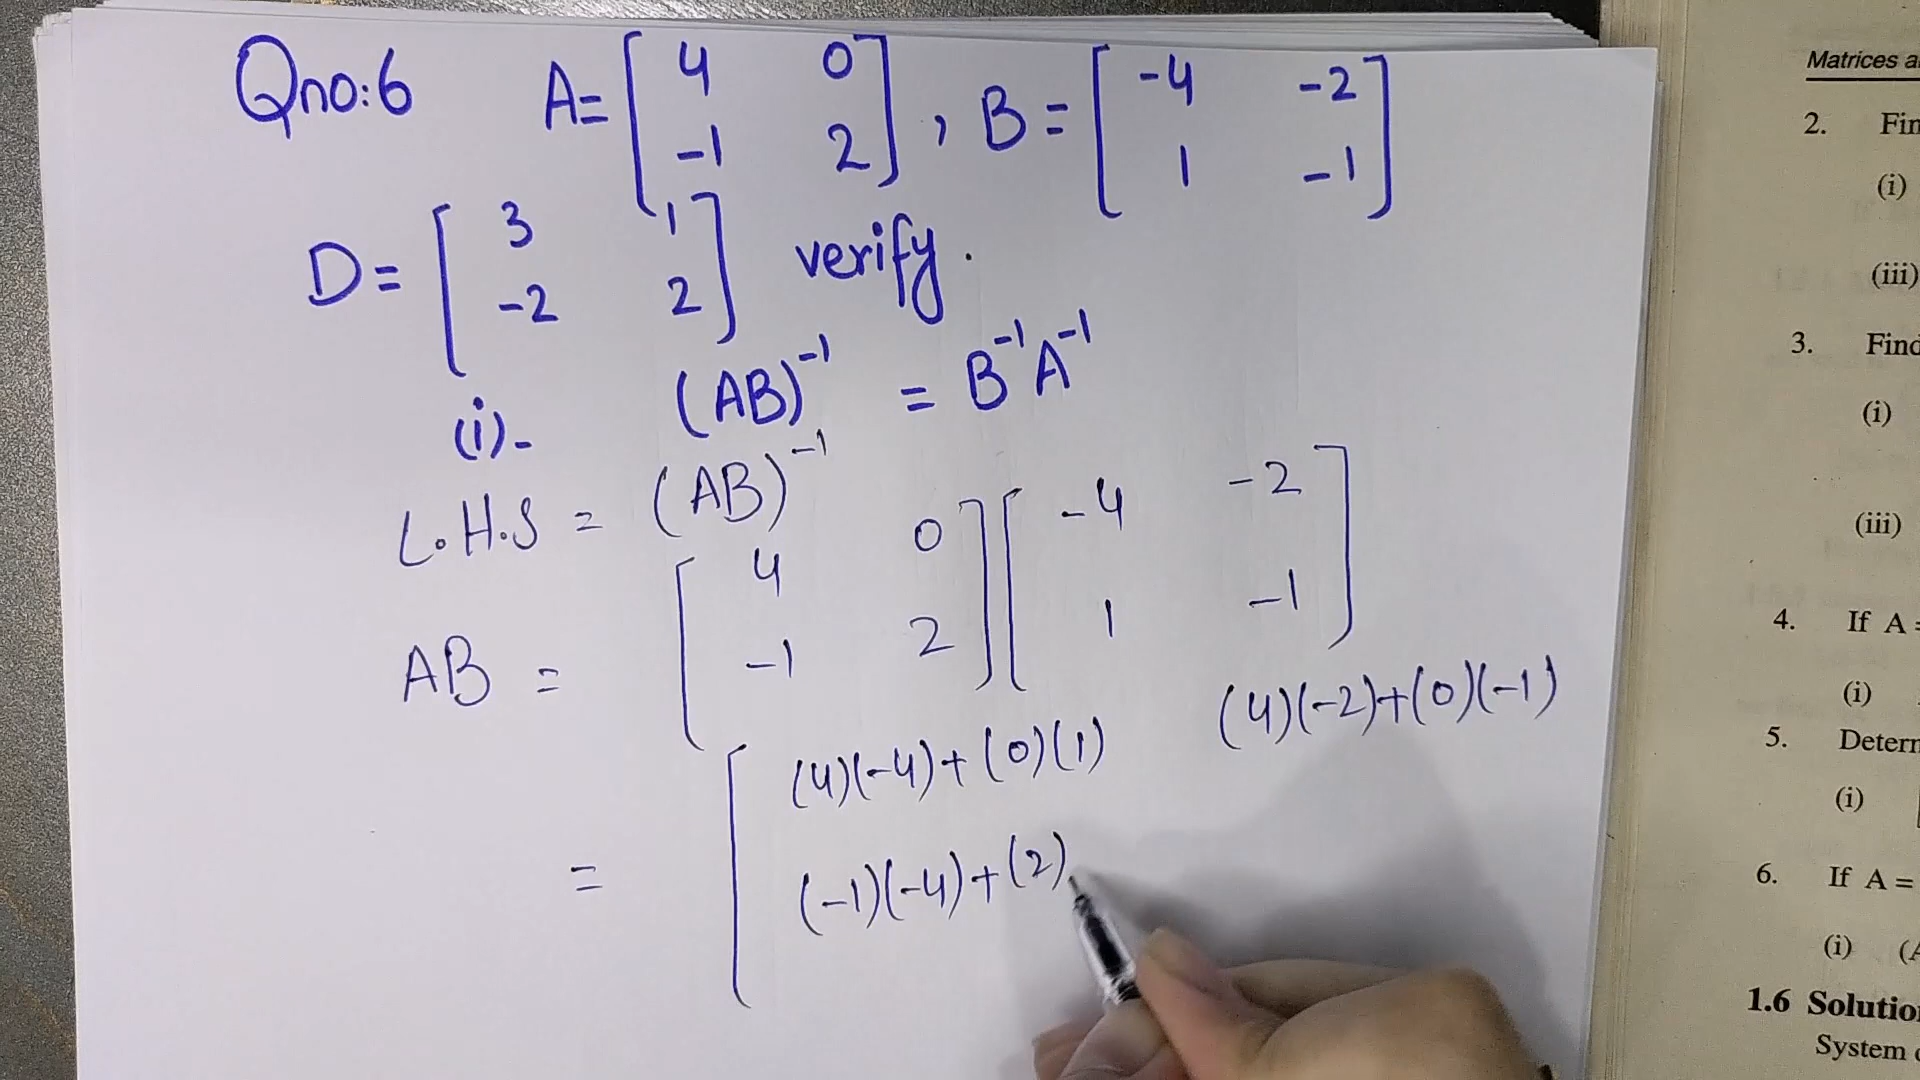 Qno:6 A= [ 4 0 -1 2 ] , B = [ -4 -2 1 -1 ]
D= [ 3 1 -2 2 ] verify.
(i)- (AB)⁻¹ = B⁻¹A⁻¹
L.H.S = (AB)⁻¹
AB = [ 4 0 -1 2 ] [ -4 -2 1 -1 ]
= [ (4)(-4)+(0)(1) (4)(-2)+(0)(-1)
(-1)(-4)+(2)
Matrices a
2. Fin
(i)
(iii)
3. Find
(i)
(iii)
4. If A =
(i)
5. Determ
(i)
6. If A =
(i) (A
1.6 Solution
System o